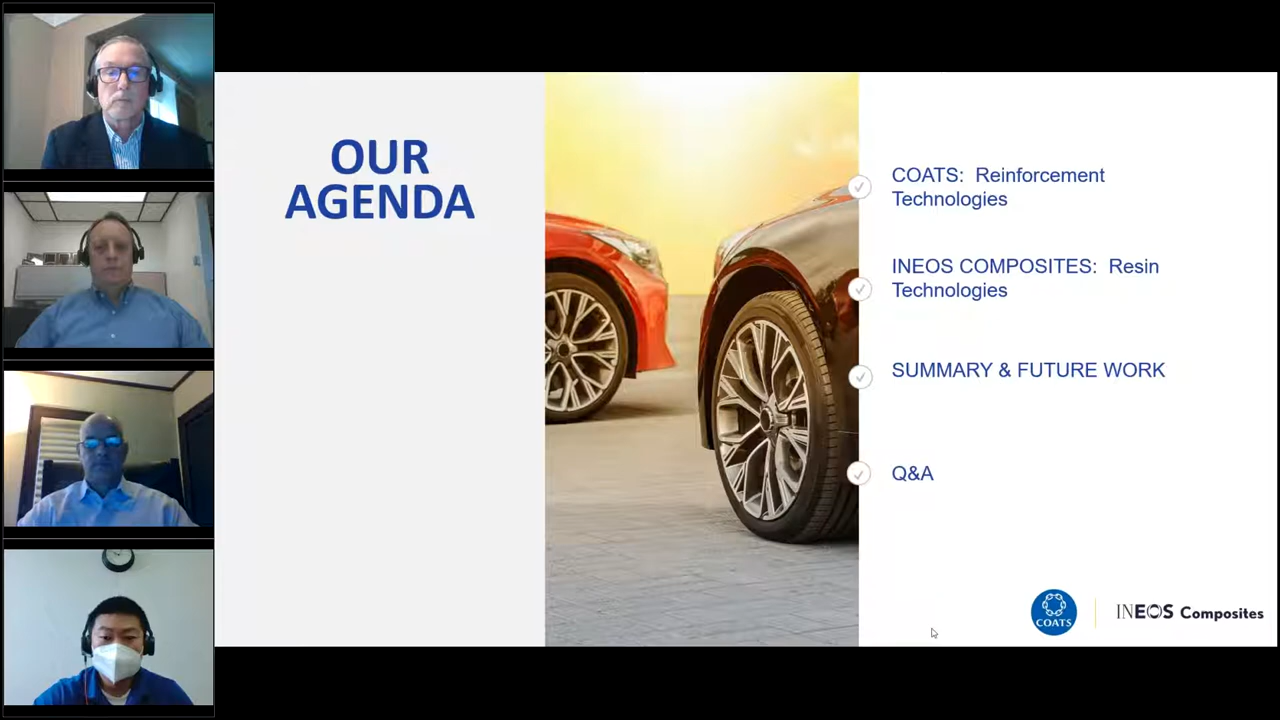 OUR
AGENDA
COATS:  Reinforcement
Technologies
INEOS COMPOSITES:  Resin
Technologies
SUMMARY & FUTURE WORK
Q&A
COATS
INEOS Composites